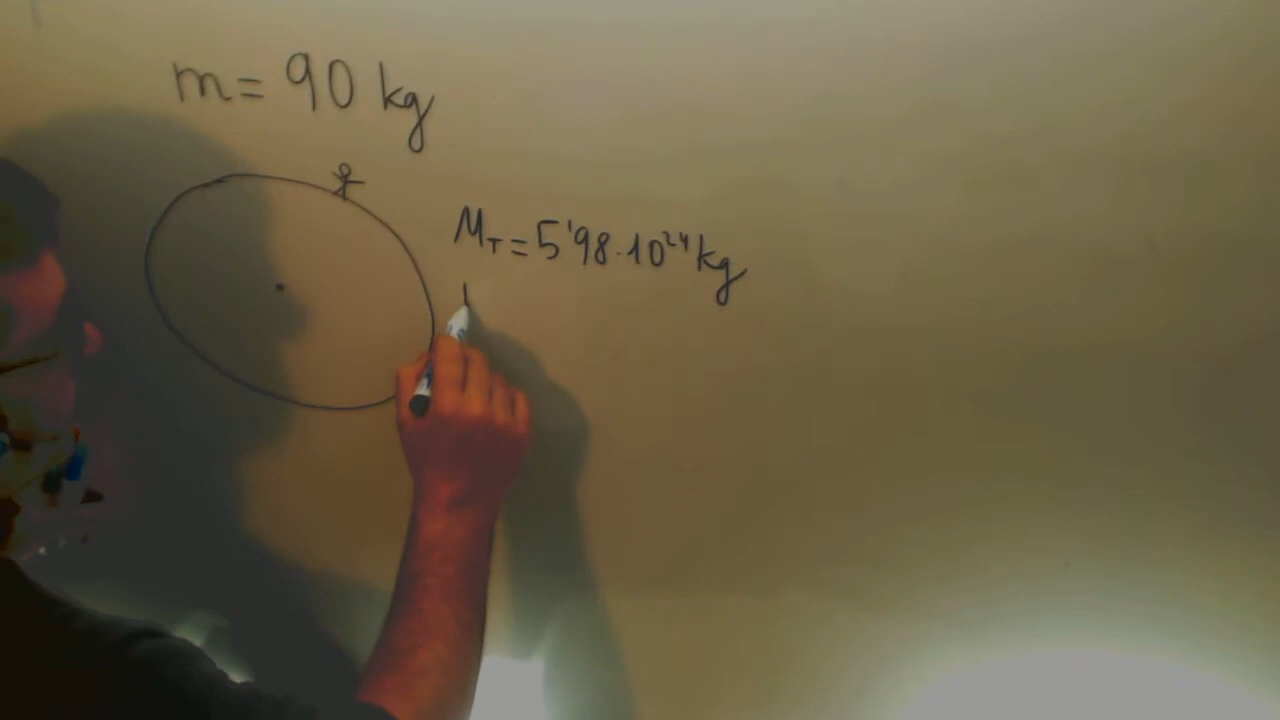 m = 90 kg
M_T = 5'98·10²⁴ kg